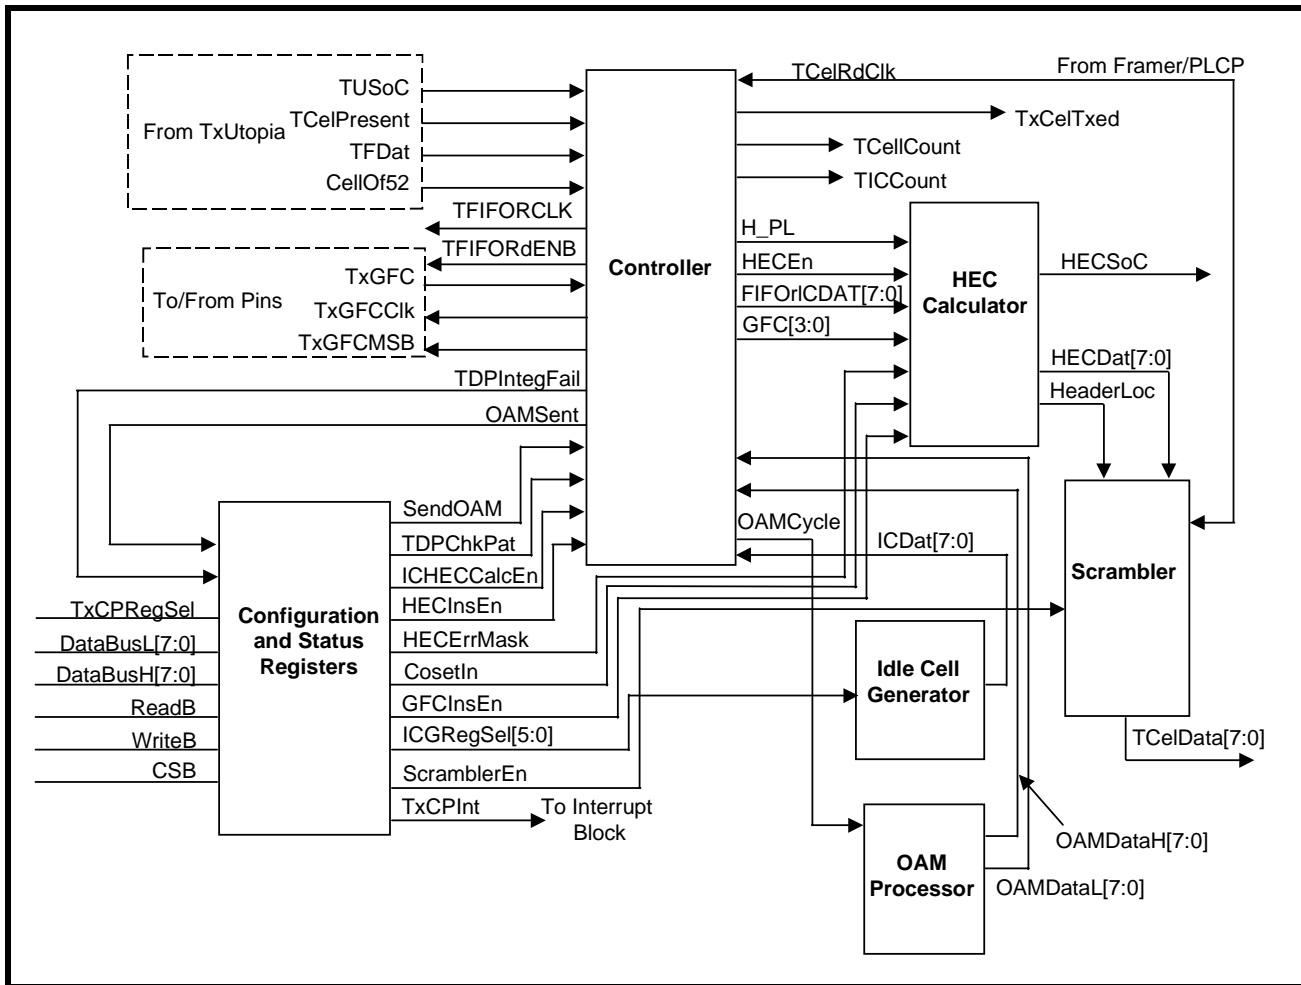 TCelRdClk
From Framer/PLCP
TUSoC
TCelPresent
From TxUtopia
TFDat
CellOf52
TxCelTxed
TCellCount
TICCount
TFIFORCLK
TFIFORdENB
TxGFC
To/From Pins
TxGFCClk
TxGFCMSB
Controller
H_PL
HECEn
FIFOrICDAT[7:0]
GFC[3:0]
HEC
Calculator
HECSoC
HECDat[7:0]
HeaderLoc
TDPIntegFail
OAMSent
SendOAM
TDPChkPat
ICHECCalcEn
HECInsEn
HECErrMask
CosetIn
GFCInsEn
ICGRegSel[5:0]
ScramblerEn
TxCPInt
To Interrupt
Block
OAMCycle
ICDat[7:0]
Scrambler
TxCPRegSel
DataBusL[7:0]
DataBusH[7:0]
ReadB
WriteB
CSB
Configuration
and Status
Registers
Idle Cell
Generator
TCelData[7:0]
OAM
Processor
OAMDataH[7:0]
OAMDataL[7:0]